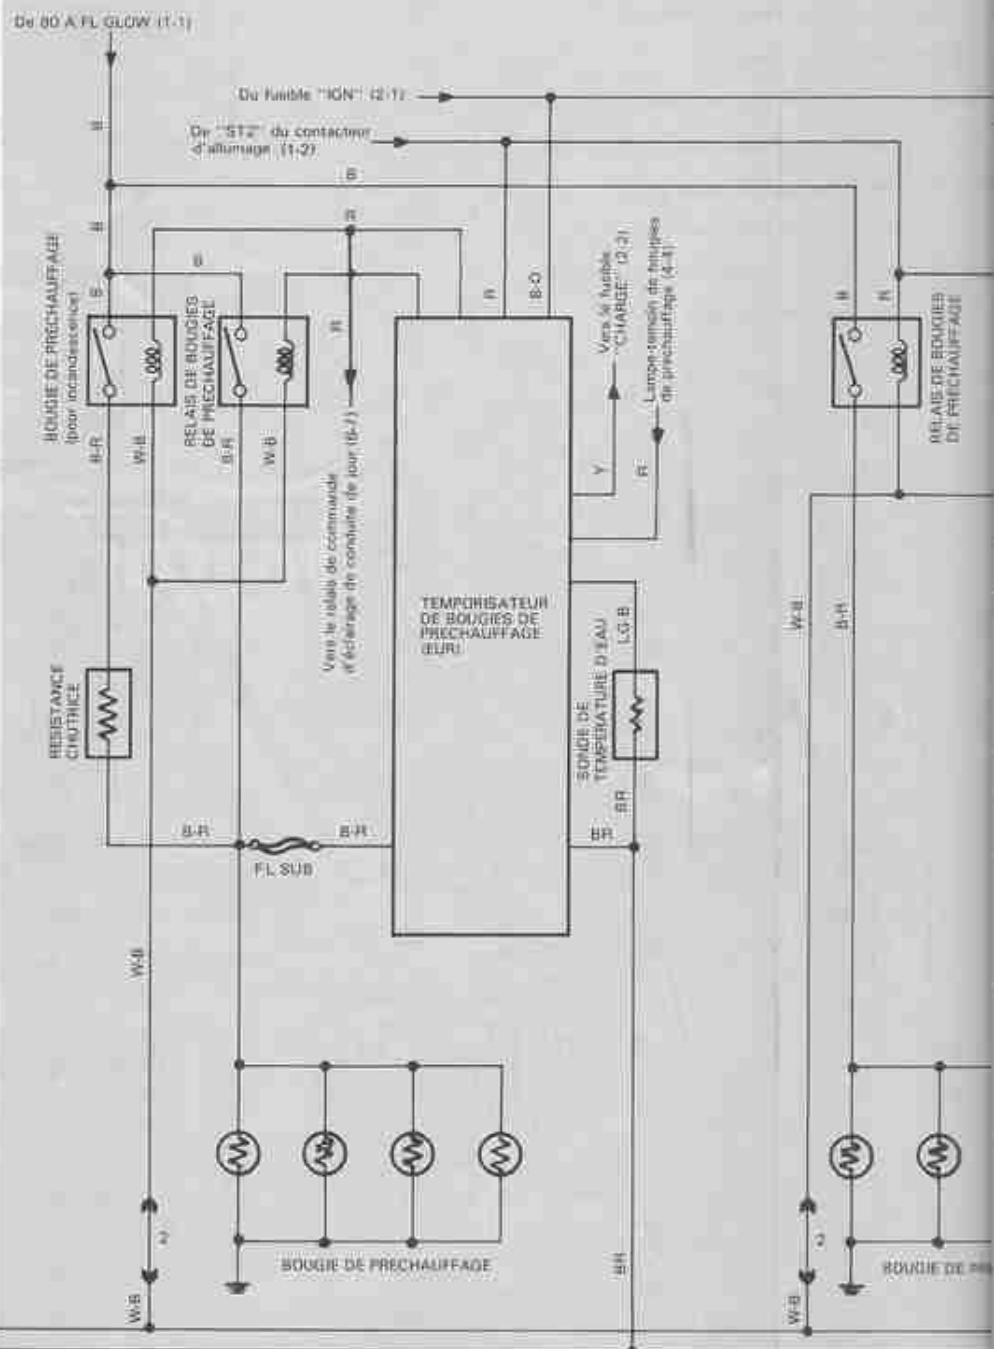 De 80 A FL GLOW (1-1)
Du fusible "IGN" (2-1)
De "ST2" du contacteur
d'allumage (1-2)
B
B
B
R
B
B
R
R
B-O
B
R
BOUGIE DE PRECHAUFFAGE
(pour incandescence)
RELAIS DE BOUGIES
DE PRECHAUFFAGE
Vers le fusible
"CHARGE" (2-2)
Lampe-temoin de bougies
de prechauffage (4-4)
RELAIS DE BOUGIES
DE PRECHAUFFAGE
B-R
W-B
B-R
W-B
Y
R
Vers le relais de commande
d'éclairage de conduite de jour (6-7)
TEMPORISATEUR
DE BOUGIES DE
PRECHAUFFAGE
(EUR)
LG-B
W-B
B-R
RESISTANCE
CHUTRICE
SONDE DE
TEMPERATURE D'EAU
BR
B-R
B-R
BR
FL SUB
W-B
2
2
BOUGIE DE PRECHAUFFAGE
BR
BOUGIE DE
W-B
W-B